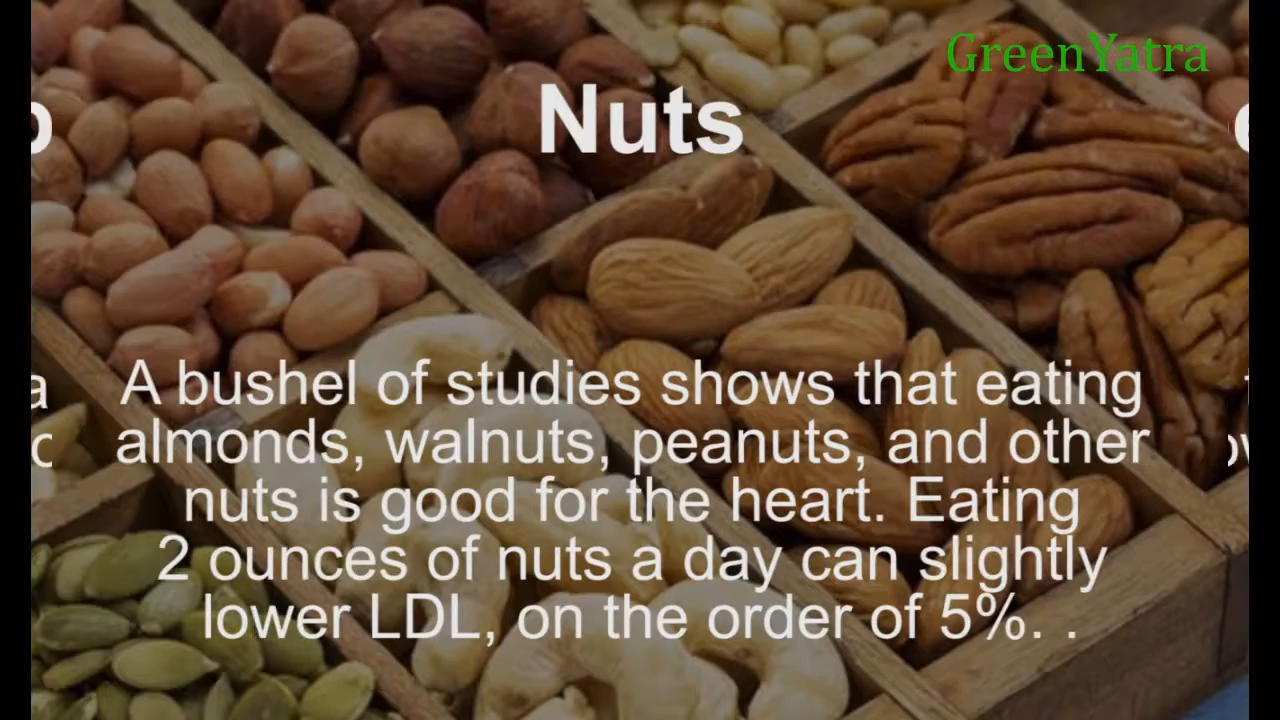 GreenYatra
Nuts
A bushel of studies shows that eating
almonds, walnuts, peanuts, and other
nuts is good for the heart. Eating
2 ounces of nuts a day can slightly
lower LDL, on the order of 5%. .